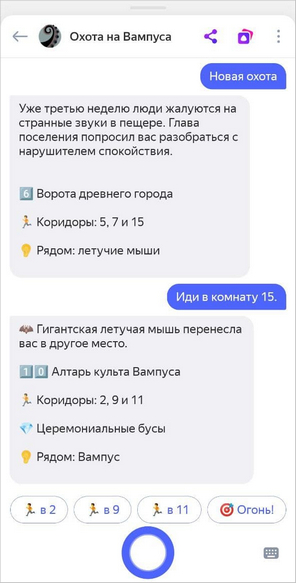 Охота на Вампуса
Новая охота
Уже третью неделю люди жалуются на
странные звуки в пещере. Глава
поселения попросил вас разобраться с
нарушителем спокойствия.
6 Ворота древнего города
Коридоры: 5, 7 и 15
Рядом: летучие мыши
Иди в комнату 15.
Гигантская летучая мышь перенесла
вас в другое место.
10 Алтарь культа Вампуса
Коридоры: 2, 9 и 11
Церемониальные бусы
Рядом: Вампус
в 2 в 9 в 11 Огонь!